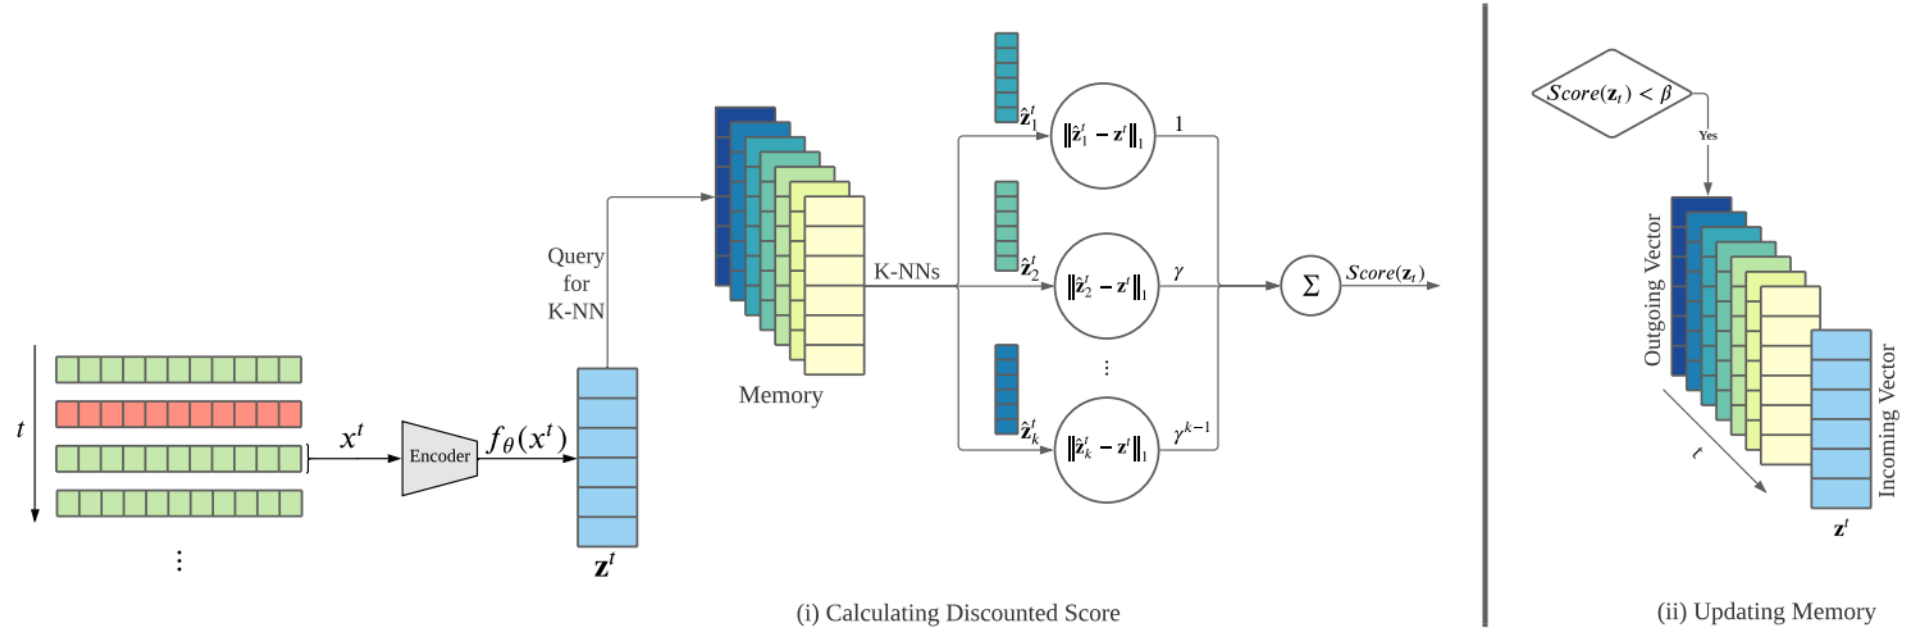 t
⋮
x^t
Encoder
f_θ(x^t)
z^t
Query
for
K-NN
Memory
K-NNs
ẑ_1^t
‖ẑ_1^t − z^t‖_1
1
ẑ_2^t
‖ẑ_2^t − z^t‖_1
γ
⋮
ẑ_k^t
‖ẑ_k^t − z^t‖_1
γ^{k−1}
Σ
Score(z_t)
(i) Calculating Discounted Score
Score(z_t) < β
Yes
Outgoing Vector
t
Incoming Vector
z^t
(ii) Updating Memory